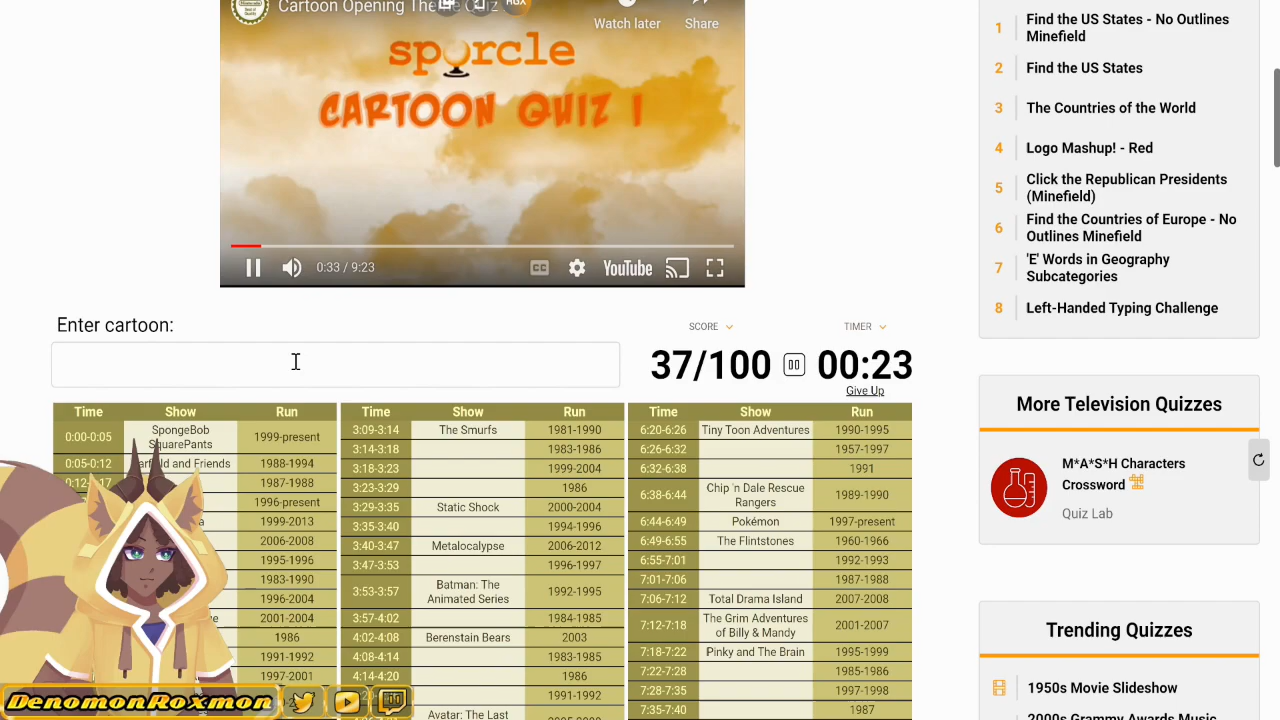 Cartoon Opening Theme Quiz
Watch later
Share
sporcle
CARTOON QUIZ 1
0:33 / 9:23
CC
YouTube
Enter cartoon:
SCORE
TIMER
37/100
00:23
Give Up
Time Show Run
0:00-0:05 SpongeBob SquarePants 1999-present
0:05-0:12 Garfield and Friends 1988-1994
1987-1988
1996-present
1999-2013
2006-2008
1995-1996
1983-1990
1996-2004
2001-2004
1986
1991-1992
1997-2001
Time Show Run
3:09-3:14 The Smurfs 1981-1990
3:14-3:18 1983-1986
3:18-3:23 1999-2004
3:23-3:29 1986
3:29-3:35 Static Shock 2000-2004
3:35-3:40 1994-1996
3:40-3:47 Metalocalypse 2006-2012
3:47-3:53 1996-1997
3:53-3:57 Batman: The Animated Series 1992-1995
3:57-4:02 1984-1985
4:02-4:08 Berenstain Bears 2003
4:08-4:14 1983-1985
4:14-4:20 1986
1991-1992
Avatar: The Last
Time Show Run
6:20-6:26 Tiny Toon Adventures 1990-1995
6:26-6:32 1957-1997
6:32-6:38 1991
6:38-6:44 Chip 'n Dale Rescue Rangers 1989-1990
6:44-6:49 Pokémon 1997-present
6:49-6:55 The Flintstones 1960-1966
6:55-7:01 1992-1993
7:01-7:06 1987-1988
7:06-7:12 Total Drama Island 2007-2008
7:12-7:18 The Grim Adventures of Billy & Mandy 2001-2007
7:18-7:22 Pinky and The Brain 1995-1999
7:22-7:28 1985-1986
7:28-7:35 1997-1998
7:35-7:40 1987
DenomonRoxmon
1 Find the US States - No Outlines
Minefield
2 Find the US States
3 The Countries of the World
4 Logo Mashup! - Red
5 Click the Republican Presidents
(Minefield)
6 Find the Countries of Europe - No
Outlines Minefield
7 'E' Words in Geography
Subcategories
8 Left-Handed Typing Challenge
More Television Quizzes
M*A*S*H Characters
Crossword
Quiz Lab
Trending Quizzes
1950s Movie Slideshow
2000s Grammy Awards Music